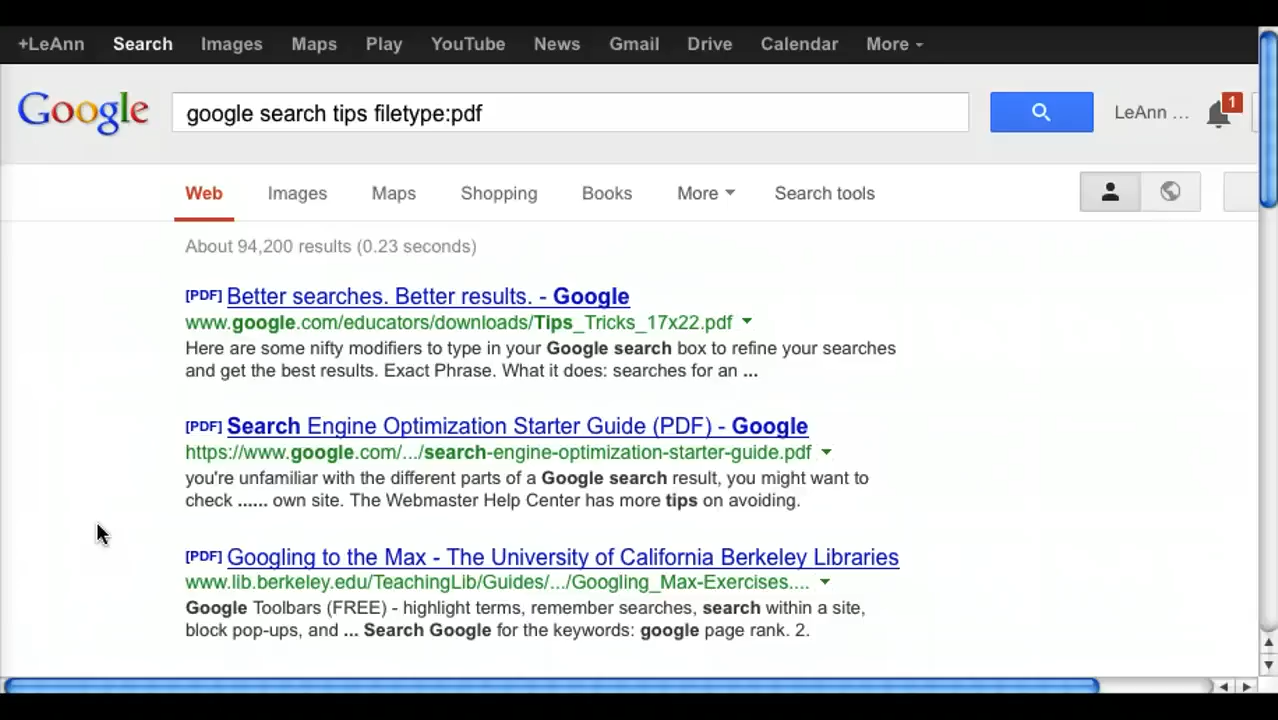 +LeAnn Search Images Maps Play YouTube News Gmail Drive Calendar More
Google google search tips filetype:pdf LeAnn ... 1
Web Images Maps Shopping Books More Search tools
About 94,200 results (0.23 seconds)
[PDF] Better searches. Better results. - Google
www.google.com/educators/downloads/Tips_Tricks_17x22.pdf
Here are some nifty modifiers to type in your Google search box to refine your searches
and get the best results. Exact Phrase. What it does: searches for an ...
[PDF] Search Engine Optimization Starter Guide (PDF) - Google
https://www.google.com/.../search-engine-optimization-starter-guide.pdf
you're unfamiliar with the different parts of a Google search result, you might want to
check ...... own site. The Webmaster Help Center has more tips on avoiding.
[PDF] Googling to the Max - The University of California Berkeley Libraries
www.lib.berkeley.edu/TeachingLib/Guides/.../Googling_Max-Exercises....
Google Toolbars (FREE) - highlight terms, remember searches, search within a site,
block pop-ups, and ... Search Google for the keywords: google page rank. 2.